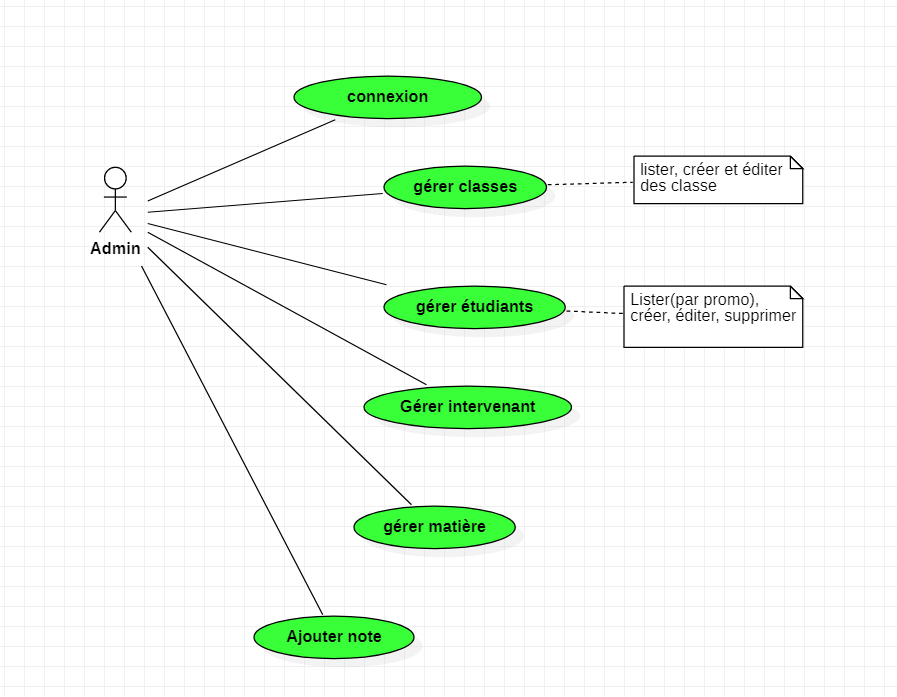 connexion
gérer classes
lister, créer et éditer
des classe
Admin
gérer étudiants
Lister(par promo),
créer, éditer, supprimer
Gérer intervenant
gérer matière
Ajouter note